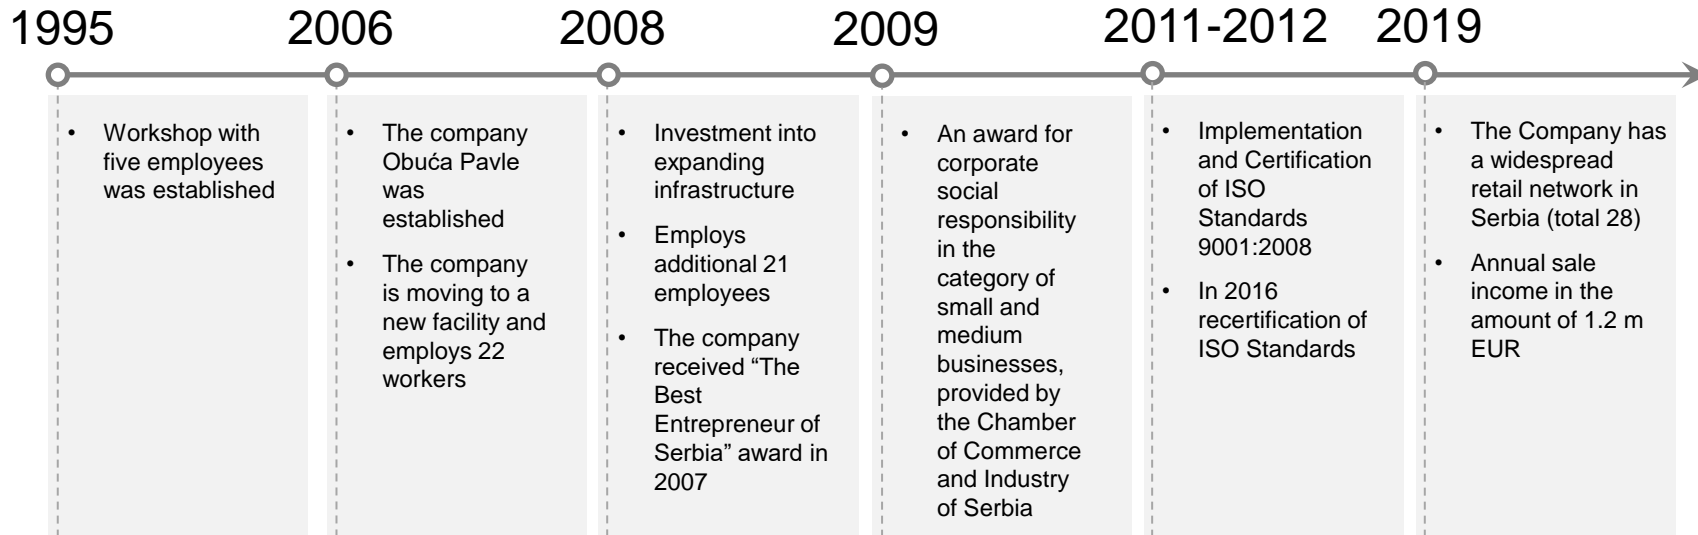 1995
2006
2008
2009
2011-2012
2019
• Workshop with
five employees
was established
• The company
Obuća Pavle
was
established
• The company
is moving to a
new facility and
employs 22
workers
• Investment into
expanding
infrastructure
• Employs
additional 21
employees
• The company
received “The
Best
Entrepreneur of
Serbia” award in
2007
• An award for
corporate
social
responsibility
in the
category of
small and
medium
businesses,
provided by
the Chamber
of Commerce
and Industry
of Serbia
• Implementation
and Certification
of ISO
Standards
9001:2008
• In 2016
recertification of
ISO Standards
• The Company has
a widespread
retail network in
Serbia (total 28)
• Annual sale
income in the
amount of 1.2 m
EUR